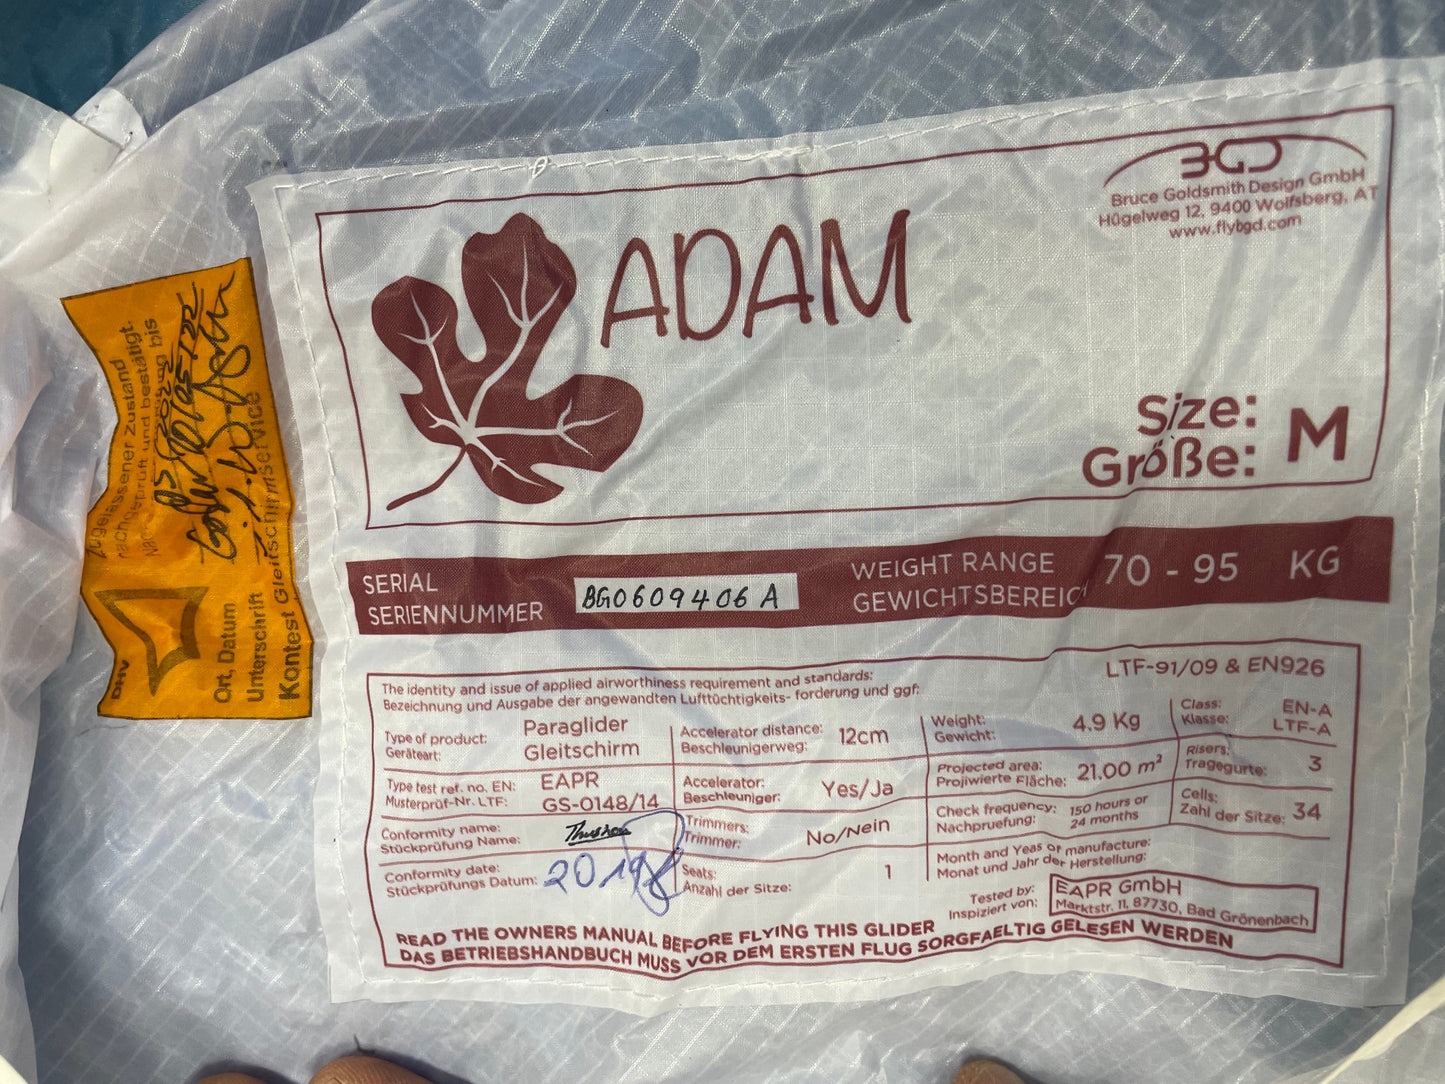 BGD
Bruce Goldsmith Design GmbH
Hügelweg 12, 9400 Wolfsberg, AT
www.flybgd.com
ADAM
Size:
Größe: M
SERIAL
SERIENNUMMER
BG0609406A
WEIGHT RANGE
GEWICHTSBEREIC
70 - 95 KG
The identity and issue of applied airworthiness requirement and standards:
Bezeichnung und Ausgabe der angewandten Lufttüchtigkeits- forderung und ggf:
LTF-91/09 & EN926
Type of product:
Geräteart:
Paraglider
Gleitschirm
Accelerator distance:
Beschleunigerweg:
12cm
Weight:
Gewicht:
4.9 Kg
Class:
Klasse:
EN-A
LTF-A
Type test ref. no. EN:
Musterprüf-Nr. LTF:
EAPR
GS-0148/14
Accelerator:
Beschleuniger:
Yes/Ja
Projected area:
Projiwierte Fläche:
21.00 m²
Risers:
Tragegurte:
3
Conformity name:
Stückprüfung Name:
Trimmers:
Trimmer:
No/Nein
Check frequency:
Nachpruefung:
150 hours or
24 months
Cells:
Zahl der Sitze:
34
Conformity date:
Stückprüfungs Datum:
Seats:
Anzahl der Sitze:
1
Month and Yeas of manufacture:
Monat und Jahr der Herstellung:
Tested by:
Inspiziert von:
EAPR GmbH
Marktstr. 11, 87730, Bad Grönenbach
READ THE OWNERS MANUAL BEFORE FLYING THIS GLIDER
DAS BETRIEBSHANDBUCH MUSS VOR DEM ERSTEN FLUG SORGFAELTIG GELESEN WERDEN
DHV
Zugelassener Zustand
nachgeprüft und bestätigt.
bis
Ort, Datum
Unterschrift
Kontest Gleitschirmservice